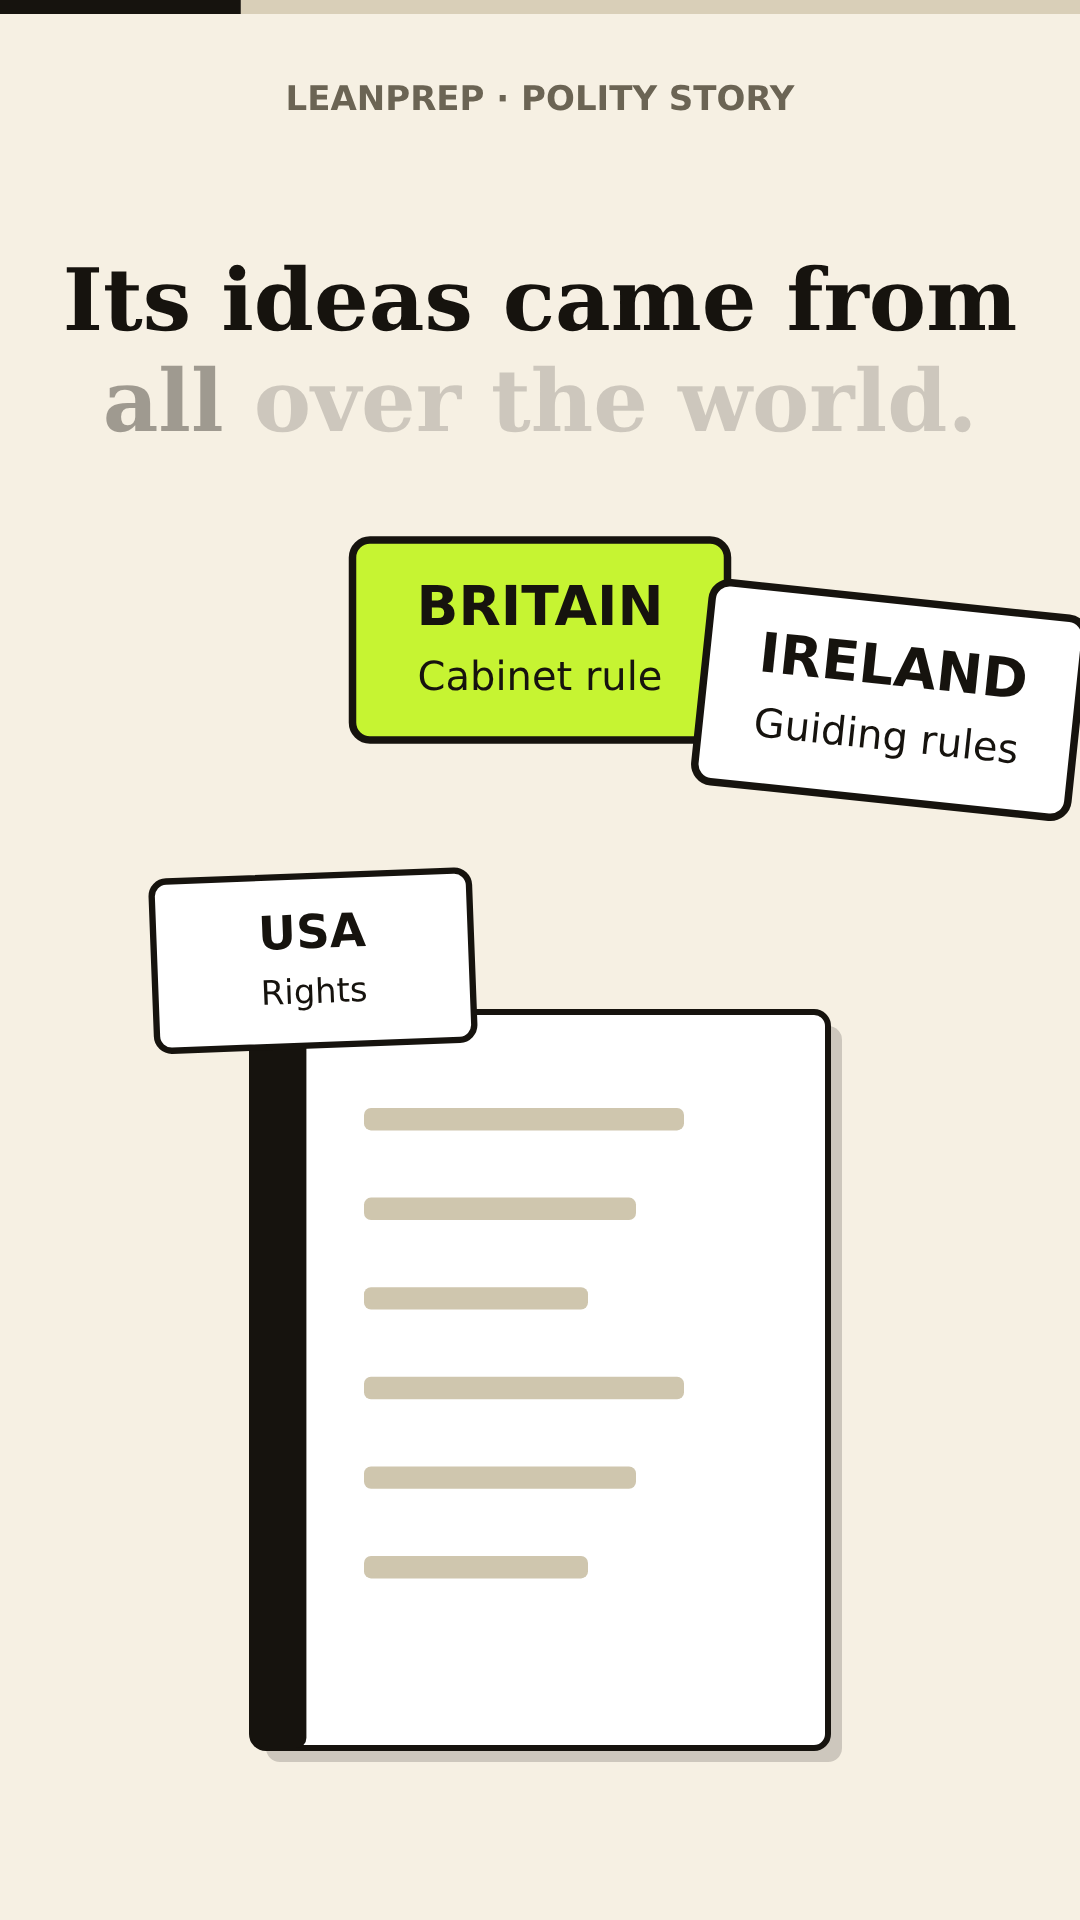 LEANPREP · POLITY STORY
Its ideas came from
all over the world.
BRITAIN
Cabinet rule
IRELAND
Guiding rules
USA
Rights